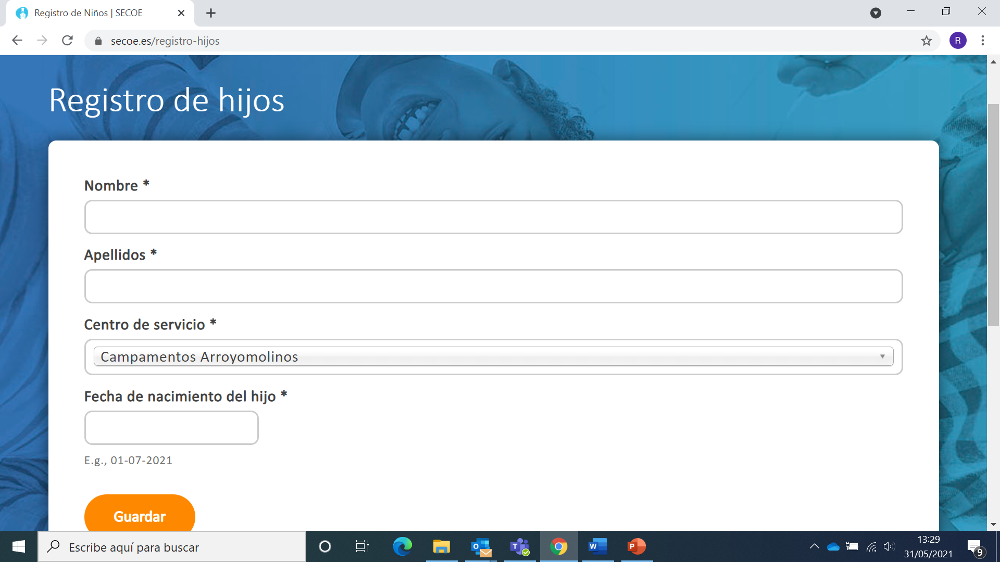 Registro de Niños | SECOE
secoe.es/registro-hijos
R
Registro de hijos
Nombre *
Apellidos *
Centro de servicio *
Campamentos Arroyomolinos
Fecha de nacimiento del hijo *
E.g., 01-07-2021
Guardar
Escribe aquí para buscar
13:29
31/05/2021
9